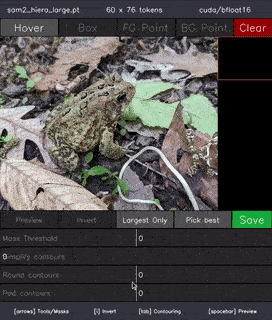 sam2_hiera_large.pt 60 x 76 tokens cuda/bfloat16
Hover Box FG Point BG Point Clear
Preview Invert Largest Only Pick best Save
Mask Threshold 0
Simplify contours 0
Round contours 0
Pad contours 0
[arrows] Tools/Masks [i] Invert [tab] Contouring [spacebar] Preview